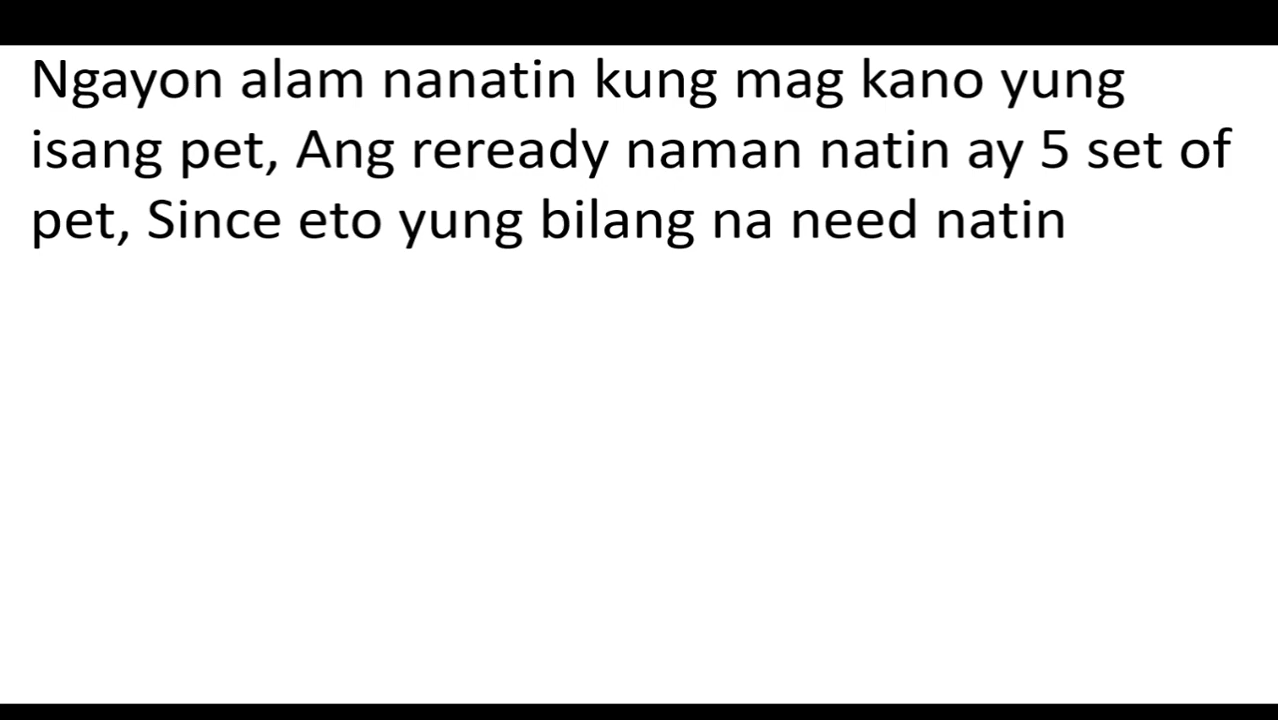 Ngayon alam nanatin kung mag kano yung
isang pet, Ang reready naman natin ay 5 set of
pet, Since eto yung bilang na need natin